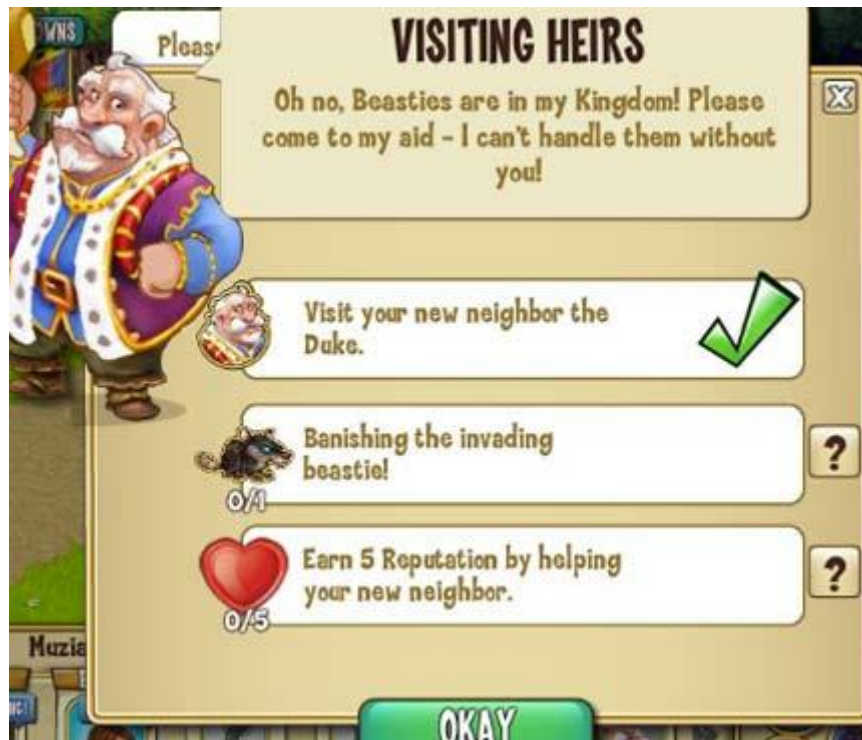 WNS
Pleas
VISITING HEIRS
Oh no, Beasties are in my Kingdom! Please
come to my aid - I can't handle them without
you!
X
Visit your new neighbor the
Duke.
Banishing the invading
beastie!
?
0/1
Earn 5 Reputation by helping
your new neighbor.
?
0/5
Muzia
OKAY